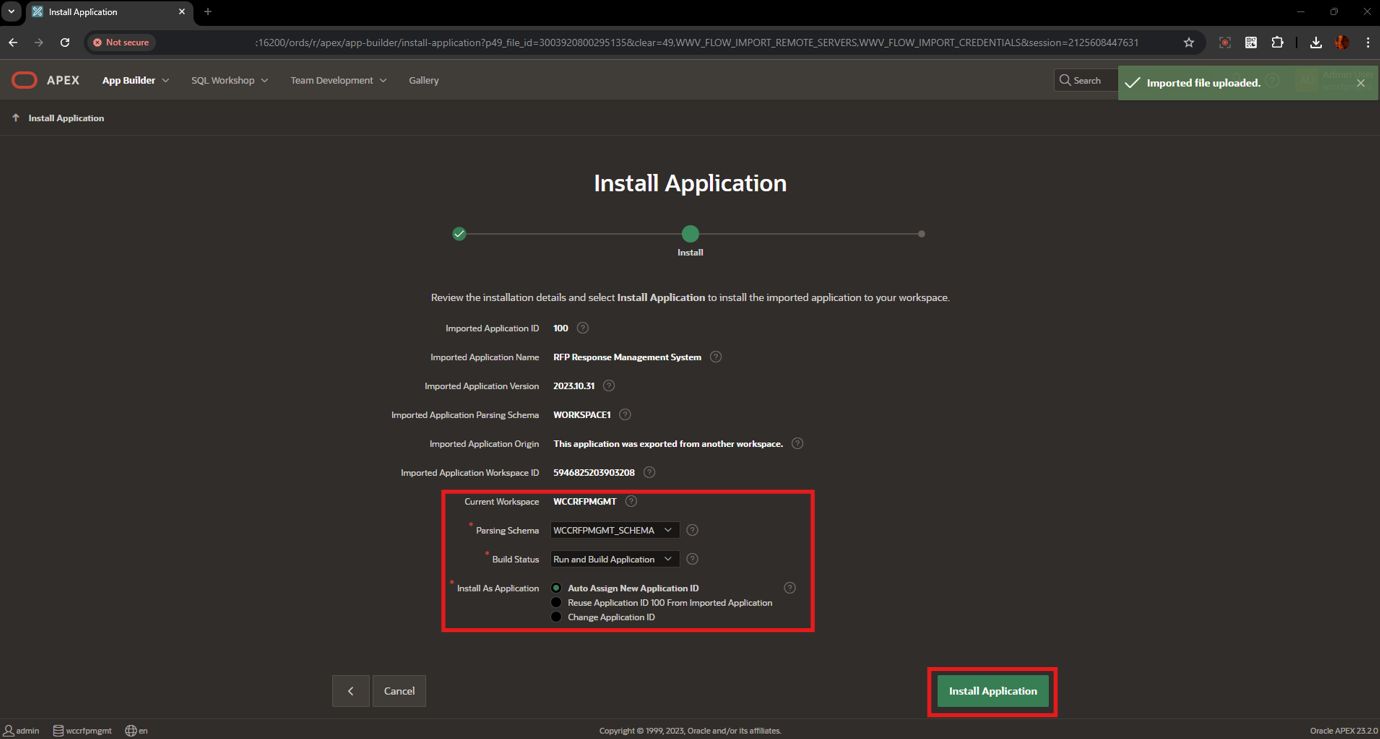 Install Application
Not secure
:16200/ords/r/apex/app-builder/install-application?p49_file_id=3003920800295135&clear=49,WWV_FLOW_IMPORT_REMOTE_SERVERS,WWV_FLOW_IMPORT_CREDENTIALS&session=2125608447631
APEX App Builder SQL Workshop Team Development Gallery Search
Imported file uploaded.
Install Application
Install Application
Install
Review the installation details and select Install Application to install the imported application to your workspace.
Imported Application ID 100
Imported Application Name RFP Response Management System
Imported Application Version 2023.10.31
Imported Application Parsing Schema WORKSPACE1
Imported Application Origin This application was exported from another workspace.
Imported Application Workspace ID 5946825203903208
Current Workspace WCCRFPMGMT
* Parsing Schema WCCRFPMGMT_SCHEMA
* Build Status Run and Build Application
* Install As Application Auto Assign New Application ID
Reuse Application ID 100 From Imported Application
Change Application ID
Cancel Install Application
admin wccrfpmgmt en Copyright © 1999, 2023, Oracle and/or its affiliates. Oracle APEX 23.2.0